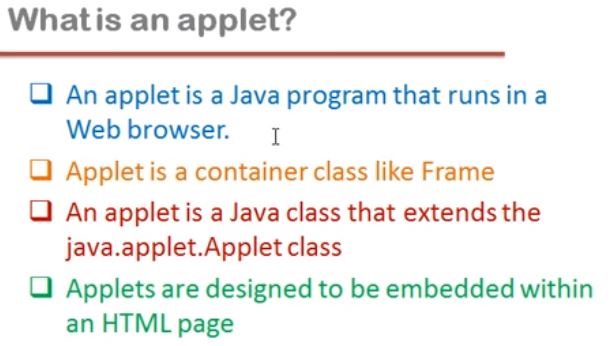 What is an applet?
An applet is a Java program that runs in a
Web browser.
Applet is a container class like Frame
An applet is a Java class that extends the
java.applet.Applet class
Applets are designed to be embedded within
an HTML page